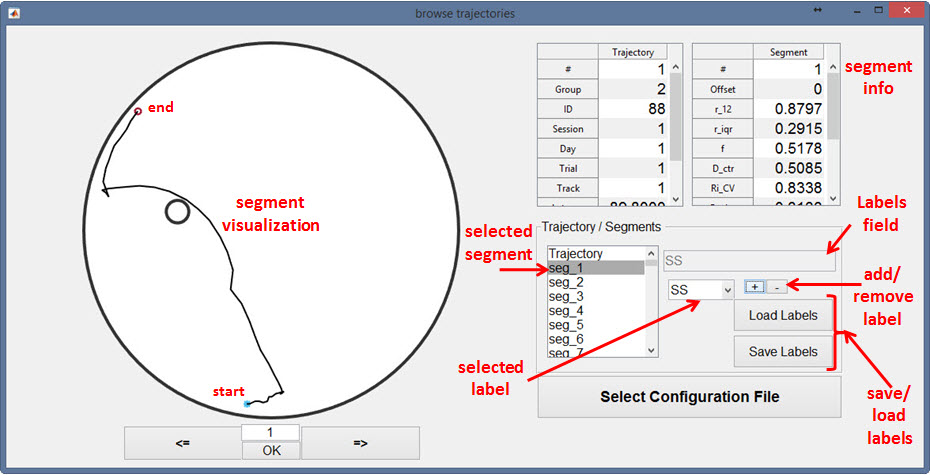 browse trajectories
end
segment
visualization
start
<=
1
OK
=>
Trajectory
# 1
Group 2
ID 88
Session 1
Day 1
Trial 1
Track 1
Segment
# 1
Offset 0
r_12 0.8797
r_iqr 0.2915
f 0.5178
D_ctr 0.5085
Ri_CV 0.8338
segment
info
Trajectory / Segments
selected
segment
Trajectory
seg_1
seg_2
seg_3
seg_4
seg_5
seg_6
seg_7
SS
Labels
field
SS
+
-
add/
remove
label
Load Labels
Save Labels
selected
label
save/
load
labels
Select Configuration File